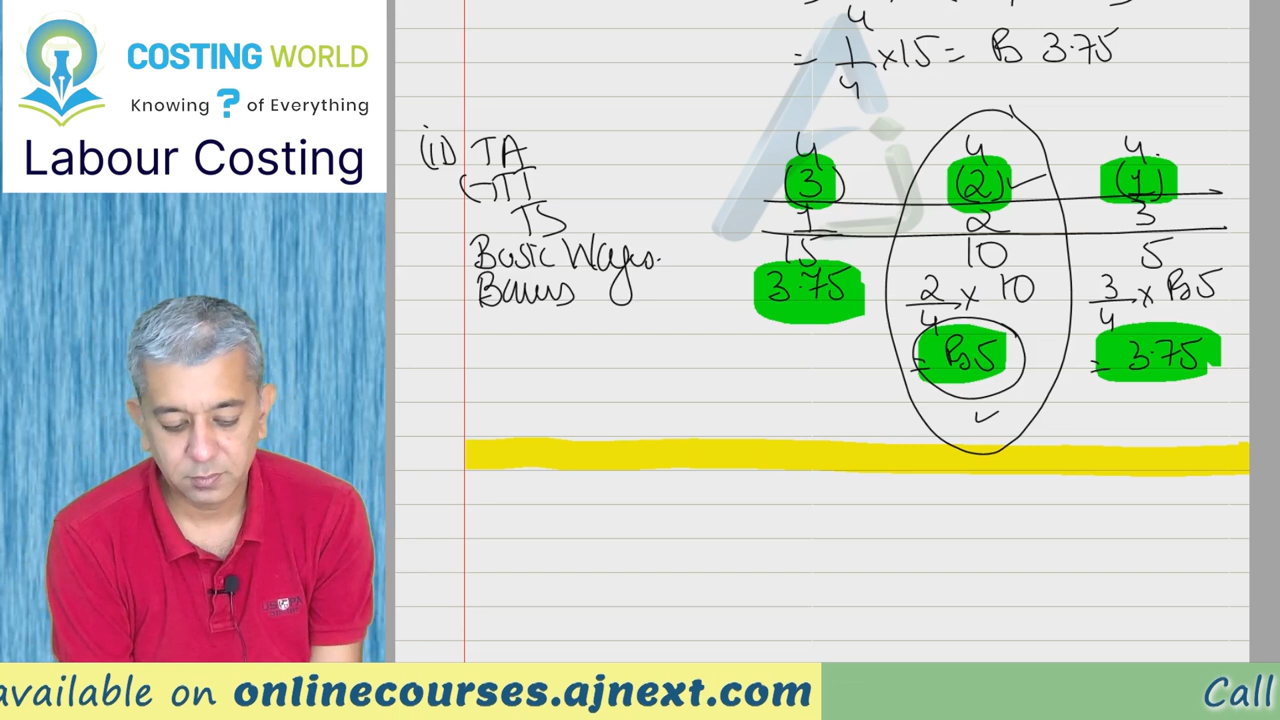 COSTING WORLD
Knowing ? of Everything
Labour Costing
4
= 1/4 × 15 = Rs 3.75
(ii) TA 4 4 4
(-) TT (3) (2) ✓ (1)
TS 1 2 3
Basic Wages. 15 10 5
Bonus 3.75 2/4 × 10 3/4 × Rs 5
= Rs 5 = 3.75
✓
available on onlinecourses.ajnext.com
Call